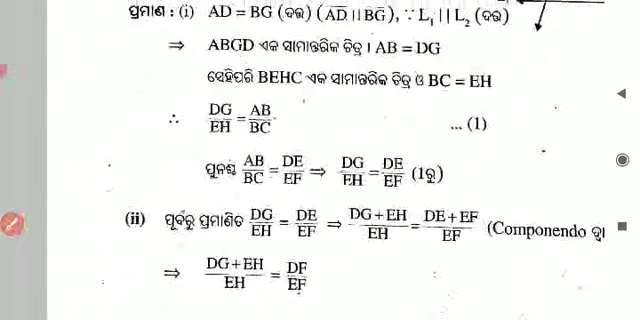 ପ୍ରମାଣ : (i) AD = BG (ଦତ୍ତ) (AD || BG), ∵ L₁ || L₂ (ଦତ୍ତ)
⇒ ABGD ଏକ ସାମାନ୍ତରିକ ଚିତ୍ର । AB = DG
ସେହିପରି BEHC ଏକ ସାମାନ୍ତରିକ ଚିତ୍ର ଓ BC = EH
∴ DG/EH = AB/BC ... (1)
ପୁନଶ୍ଚ AB/BC = DE/EF ⇒ DG/EH = DE/EF (1ରୁ)
(ii) ପୂର୍ବରୁ ପ୍ରମାଣିତ DG/EH = DE/EF ⇒ DG+EH/EH = DE+EF/EF (Componendo ଦ୍ୱା
⇒ DG+EH/EH = DF/EF